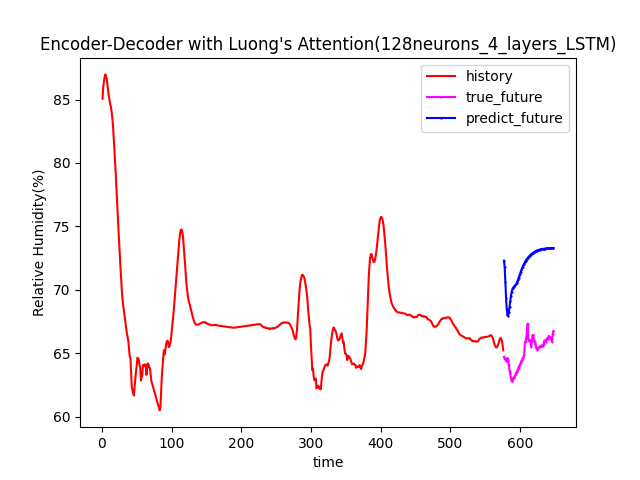 Encoder-Decoder with Luong's Attention(128neurons_4_layers_LSTM)
history
true_future
predict_future
85
80
75
70
65
60
Relative Humidity(%)
0 100 200 300 400 500 600
time